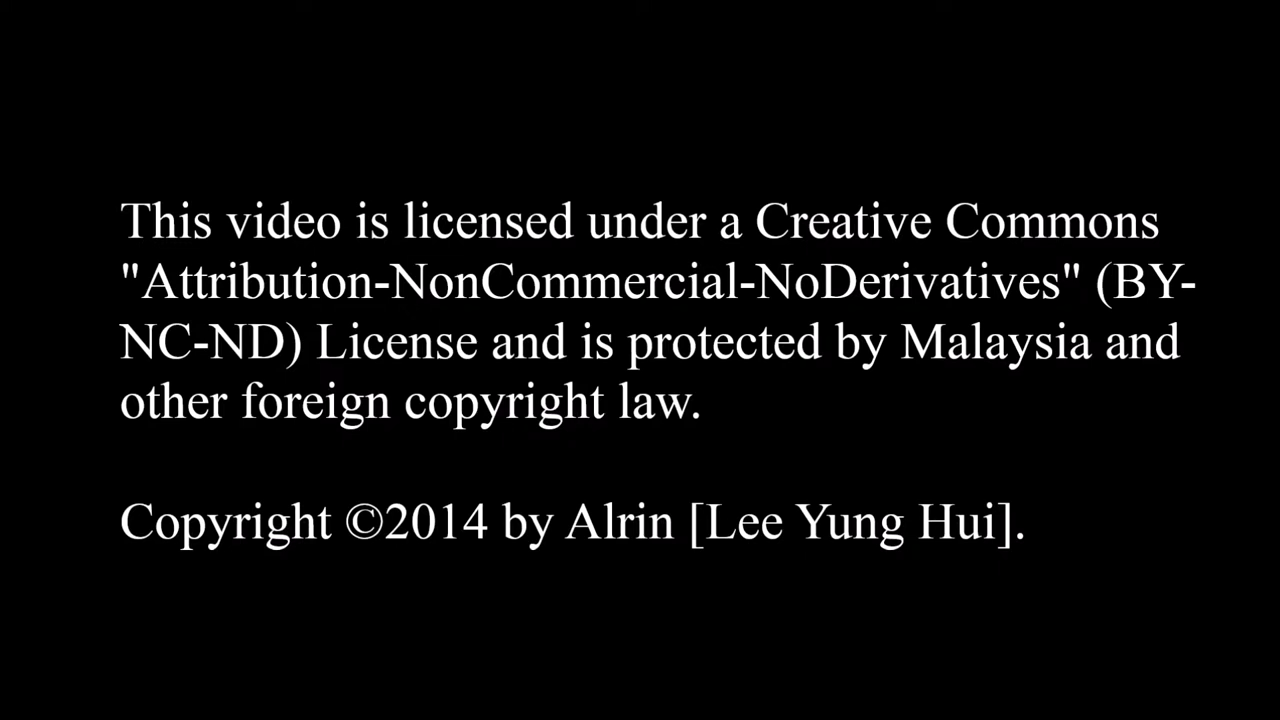 This video is licensed under a Creative Commons
"Attribution-NonCommercial-NoDerivatives" (BY-
NC-ND) License and is protected by Malaysia and
other foreign copyright law.
Copyright ©2014 by Alrin [Lee Yung Hui].